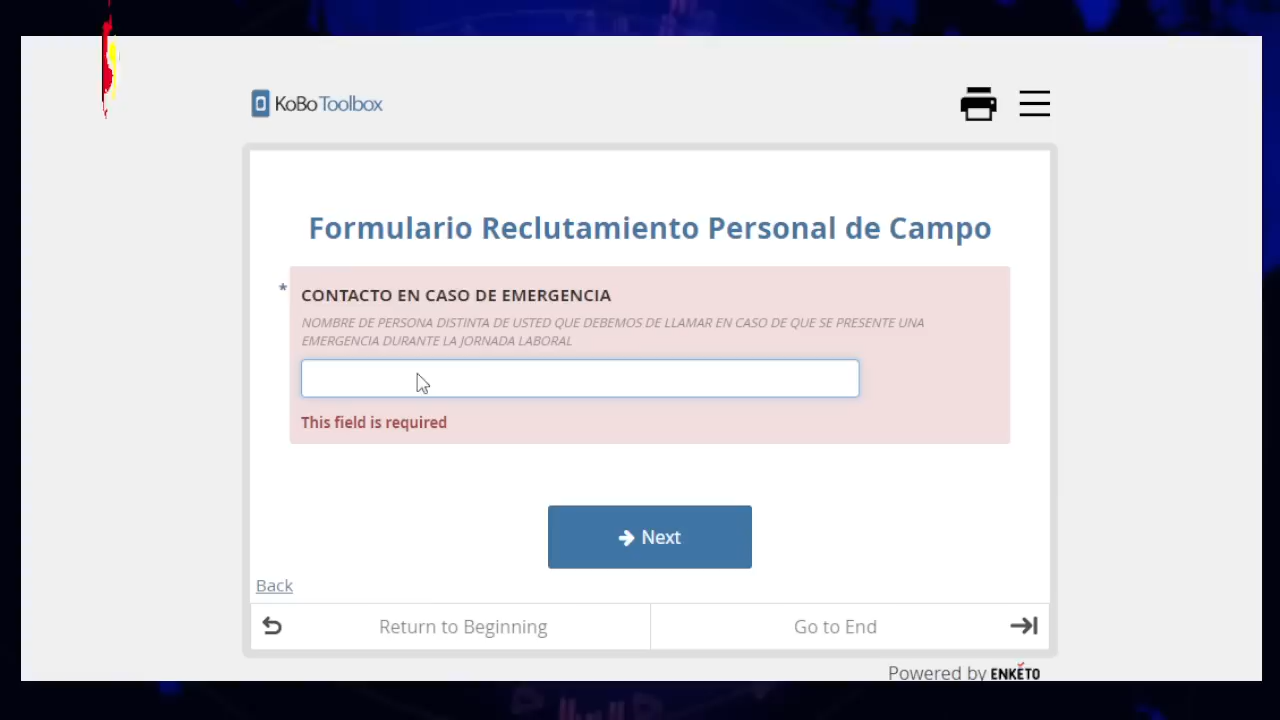 KoBo Toolbox
Formulario Reclutamiento Personal de Campo
* CONTACTO EN CASO DE EMERGENCIA
NOMBRE DE PERSONA DISTINTA DE USTED QUE DEBEMOS DE LLAMAR EN CASO DE QUE SE PRESENTE UNA
EMERGENCIA DURANTE LA JORNADA LABORAL
This field is required
Next
Back
Return to Beginning
Go to End
Powered by ENKETO